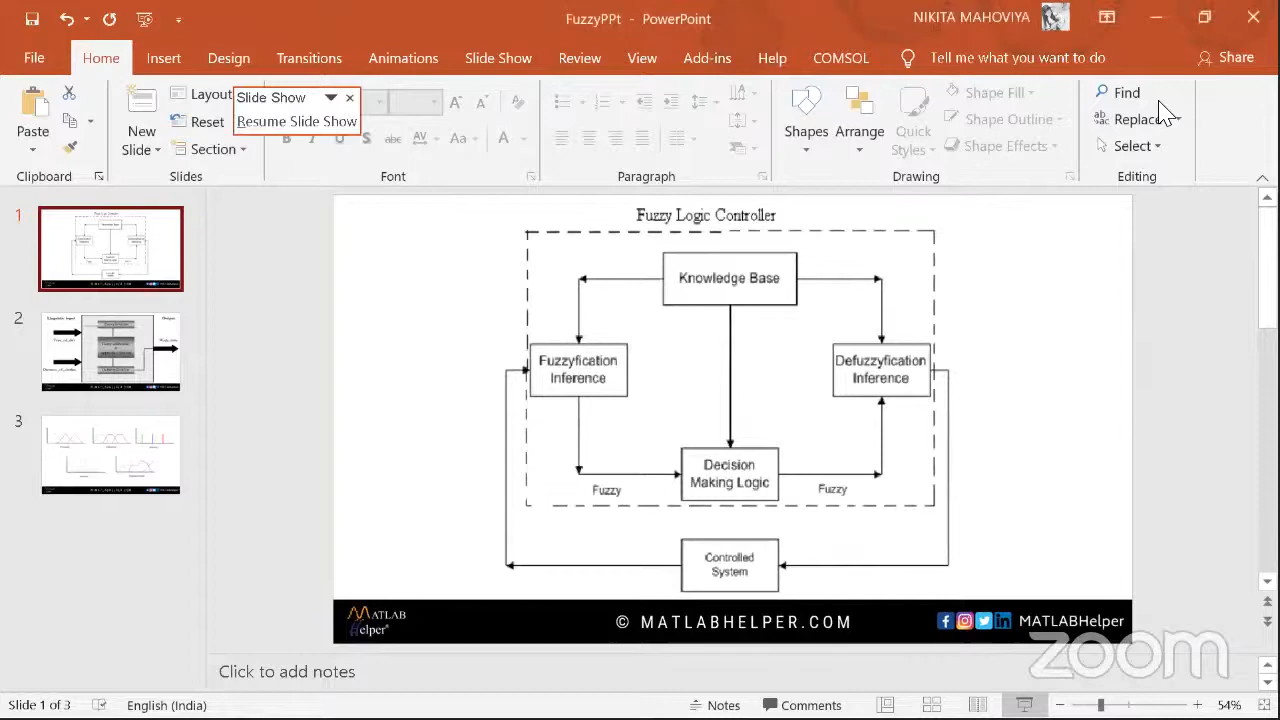 FuzzyPPt - PowerPoint
NIKITA MAHOVIYA
File Home Insert Design Transitions Animations Slide Show Review View Add-ins Help COMSOL Tell me what you want to do Share
Paste
Clipboard
New
Slide
Layout
Reset
Section
Slides
Slide Show
Resume Slide Show
Font
Paragraph
Shapes
Arrange
Quick
Styles
Shape Fill
Shape Outline
Shape Effects
Drawing
Find
Replace
Select
Editing
1
2
3
Fuzzy Logic Controller
Knowledge Base
Fuzzyfication
Inference
Defuzzyfication
Inference
Decision
Making Logic
Fuzzy
Fuzzy
Controlled
System
MATLAB
Helper®
© MATLABHELPER.COM
MATLABHelper
zoom
Click to add notes
Slide 1 of 3 English (India) Notes Comments 54%